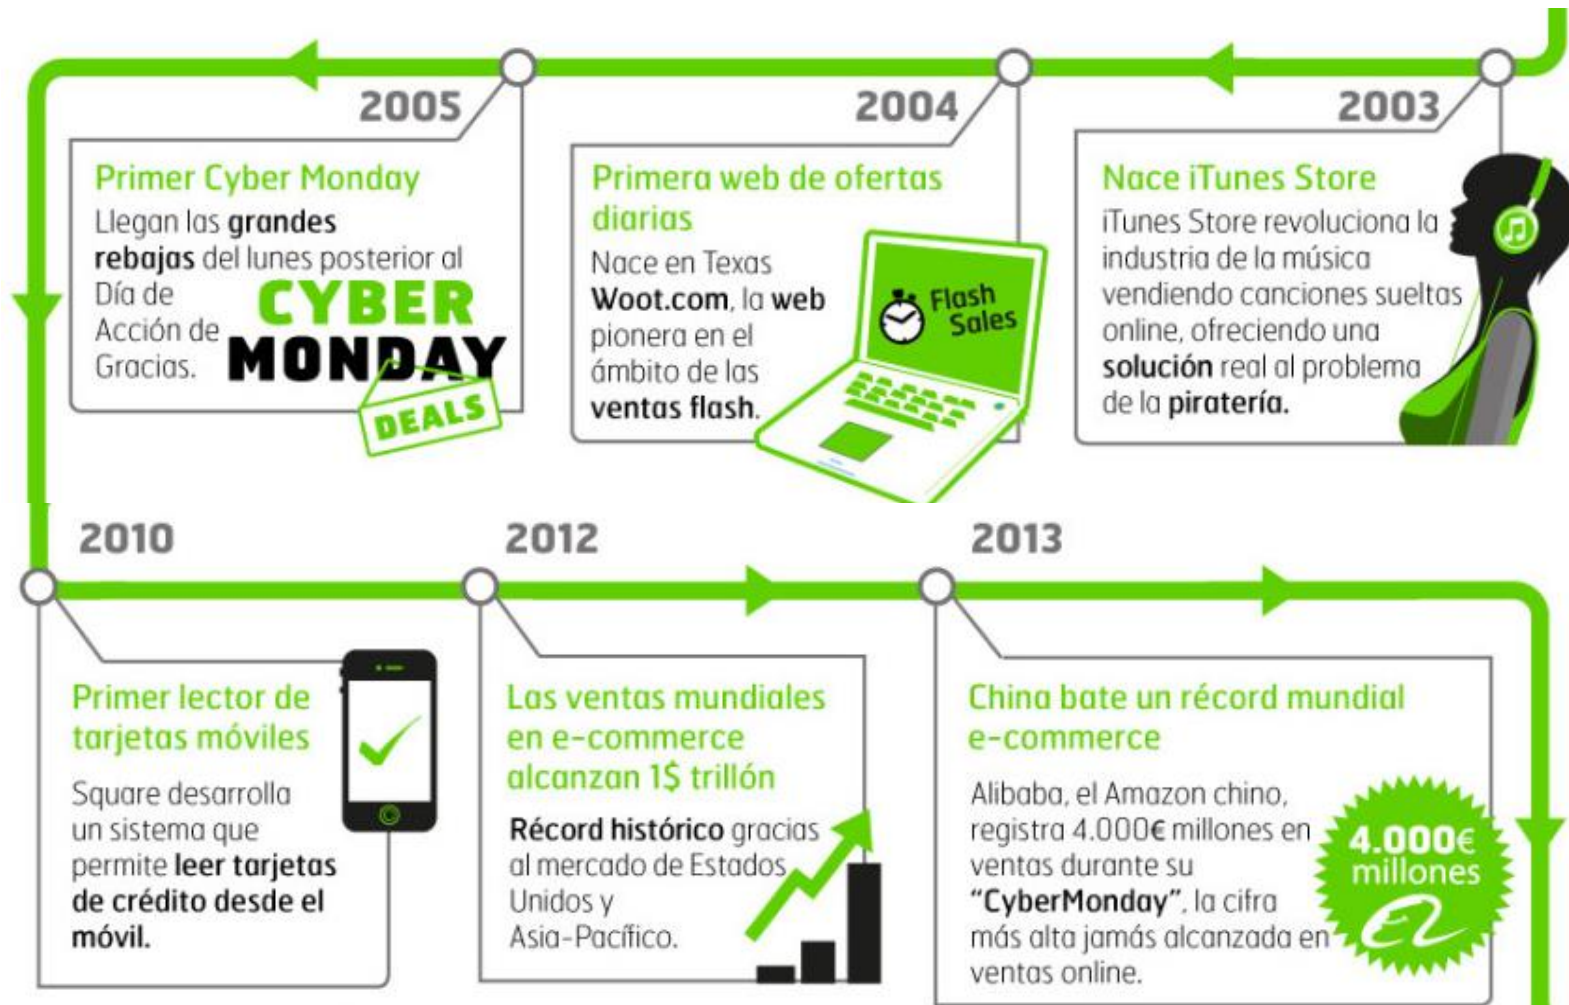 2005
Primer Cyber Monday
Llegan las grandes
rebajas del lunes posterior al
Día de
Acción de
Gracias.
CYBER
MONDAY
DEALS
2004
Primera web de ofertas
diarias
Nace en Texas
Woot.com, la web
pionera en el
ámbito de las
ventas flash.
Flash
Sales
2003
Nace iTunes Store
iTunes Store revoluciona la
industria de la música
vendiendo canciones sueltas
online, ofreciendo una
solución real al problema
de la piratería.
2010
Primer lector de
tarjetas móviles
Square desarrolla
un sistema que
permite leer tarjetas
de crédito desde el
móvil.
2012
Las ventas mundiales
en e-commerce
alcanzan 1$ trillón
Récord histórico gracias
al mercado de Estados
Unidos y
Asia-Pacífico.
2013
China bate un récord mundial
e-commerce
Alibaba, el Amazon chino,
registra 4.000€ millones en
ventas durante su
“CyberMonday”, la cifra
más alta jamás alcanzada en
ventas online.
4.000€
millones